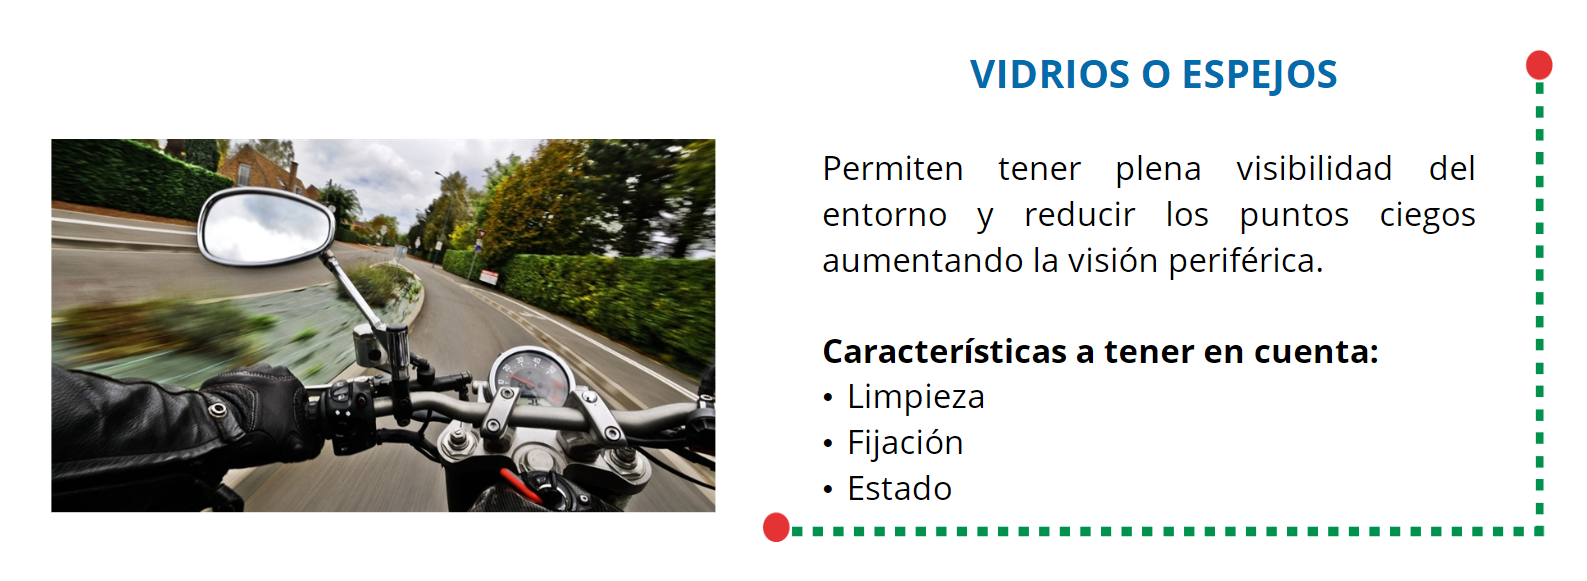 VIDRIOS O ESPEJOS
Permiten tener plena visibilidad del
entorno y reducir los puntos ciegos
aumentando la visión periférica.
Características a tener en cuenta:
• Limpieza
• Fijación
• Estado